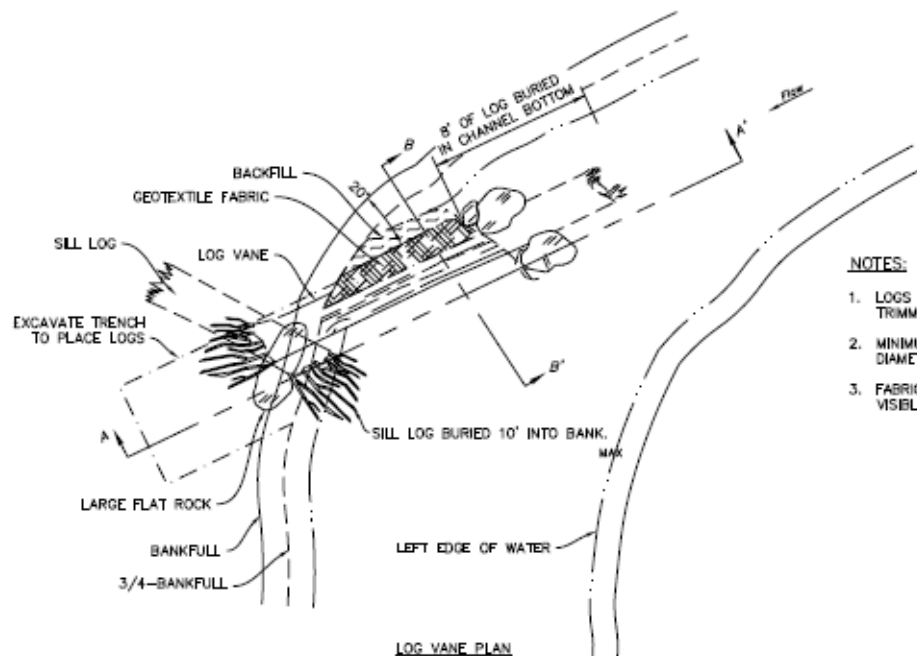 8' OF LOG BURIED
IN CHANNEL BOTTOM
Flow
A'
B
BACKFILL
20°
GEOTEXTILE FABRIC
SILL LOG
LOG VANE
EXCAVATE TRENCH
TO PLACE LOGS
NOTES:
1. LOGS
TRIMM
2. MINIMU
DIAMET
3. FABRIC
VISIBL
B'
A
SILL LOG BURIED 10' INTO BANK.
MAX
LARGE FLAT ROCK
BANKFULL
LEFT EDGE OF WATER
3/4-BANKFULL
LOG VANE PLAN